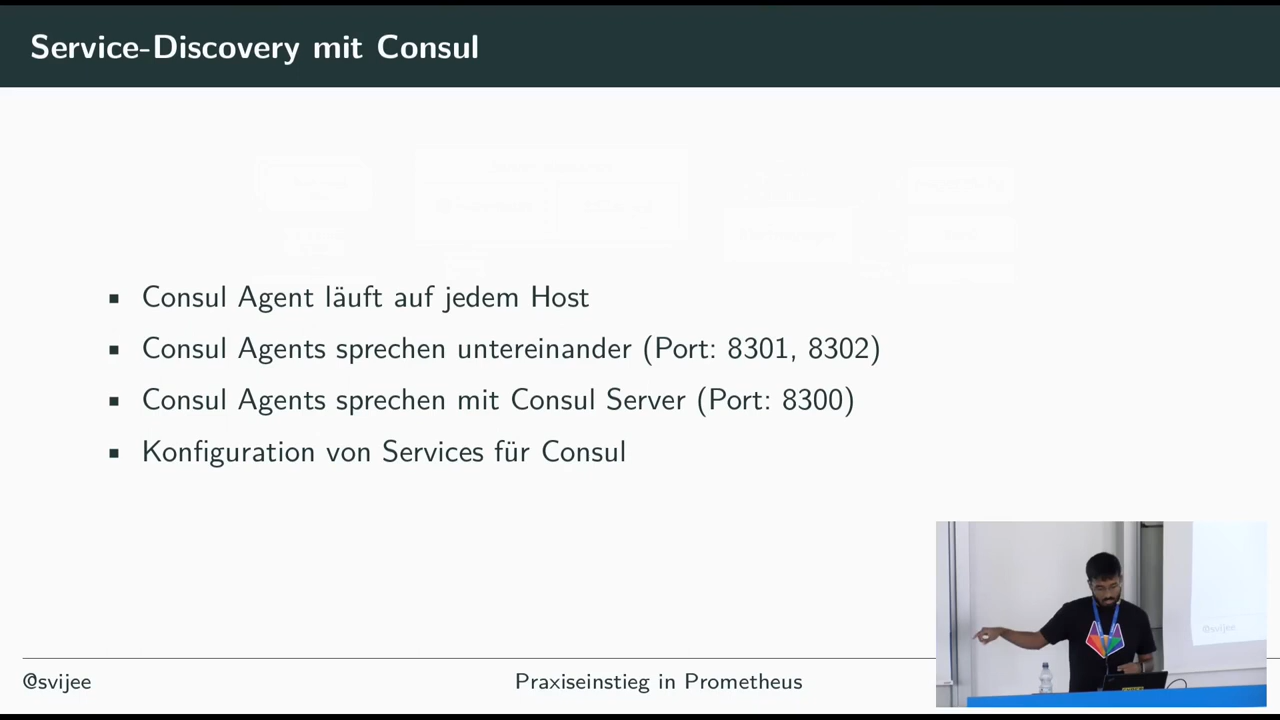 Service-Discovery mit Consul
▪ Consul Agent läuft auf jedem Host
▪ Consul Agents sprechen untereinander (Port: 8301, 8302)
▪ Consul Agents sprechen mit Consul Server (Port: 8300)
▪ Konfiguration von Services für Consul
@svijee
@svijee
Praxiseinstieg in Prometheus